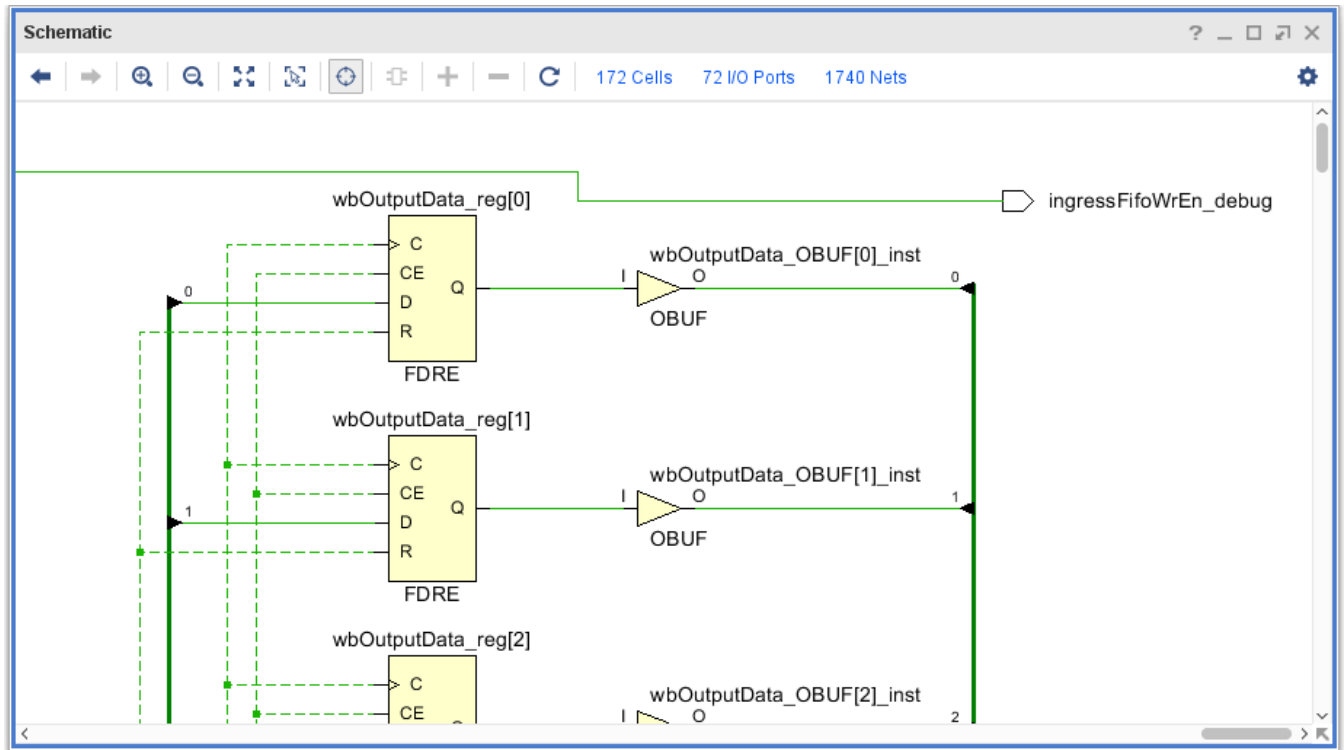 Schematic
172 Cells 72 I/O Ports 1740 Nets
ingressFifoWrEn_debug
wbOutputData_reg[0]
C
CE
D
R
Q
FDRE
0
wbOutputData_OBUF[0]_inst
I
O
OBUF
0
wbOutputData_reg[1]
C
CE
D
R
Q
FDRE
1
wbOutputData_OBUF[1]_inst
I
O
OBUF
1
wbOutputData_reg[2]
C
CE
wbOutputData_OBUF[2]_inst
I
O
2